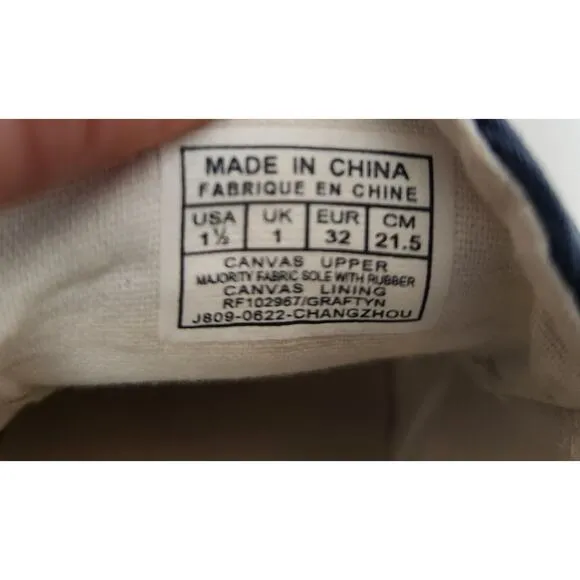 MADE IN CHINA
FABRIQUE EN CHINE
USA UK EUR CM
1½ 1 32 21.5
CANVAS UPPER
MAJORITY FABRIC SOLE WITH RUBBER
CANVAS LINING
RF102967/GRAFTYN
J809-0622-CHANGZHOU